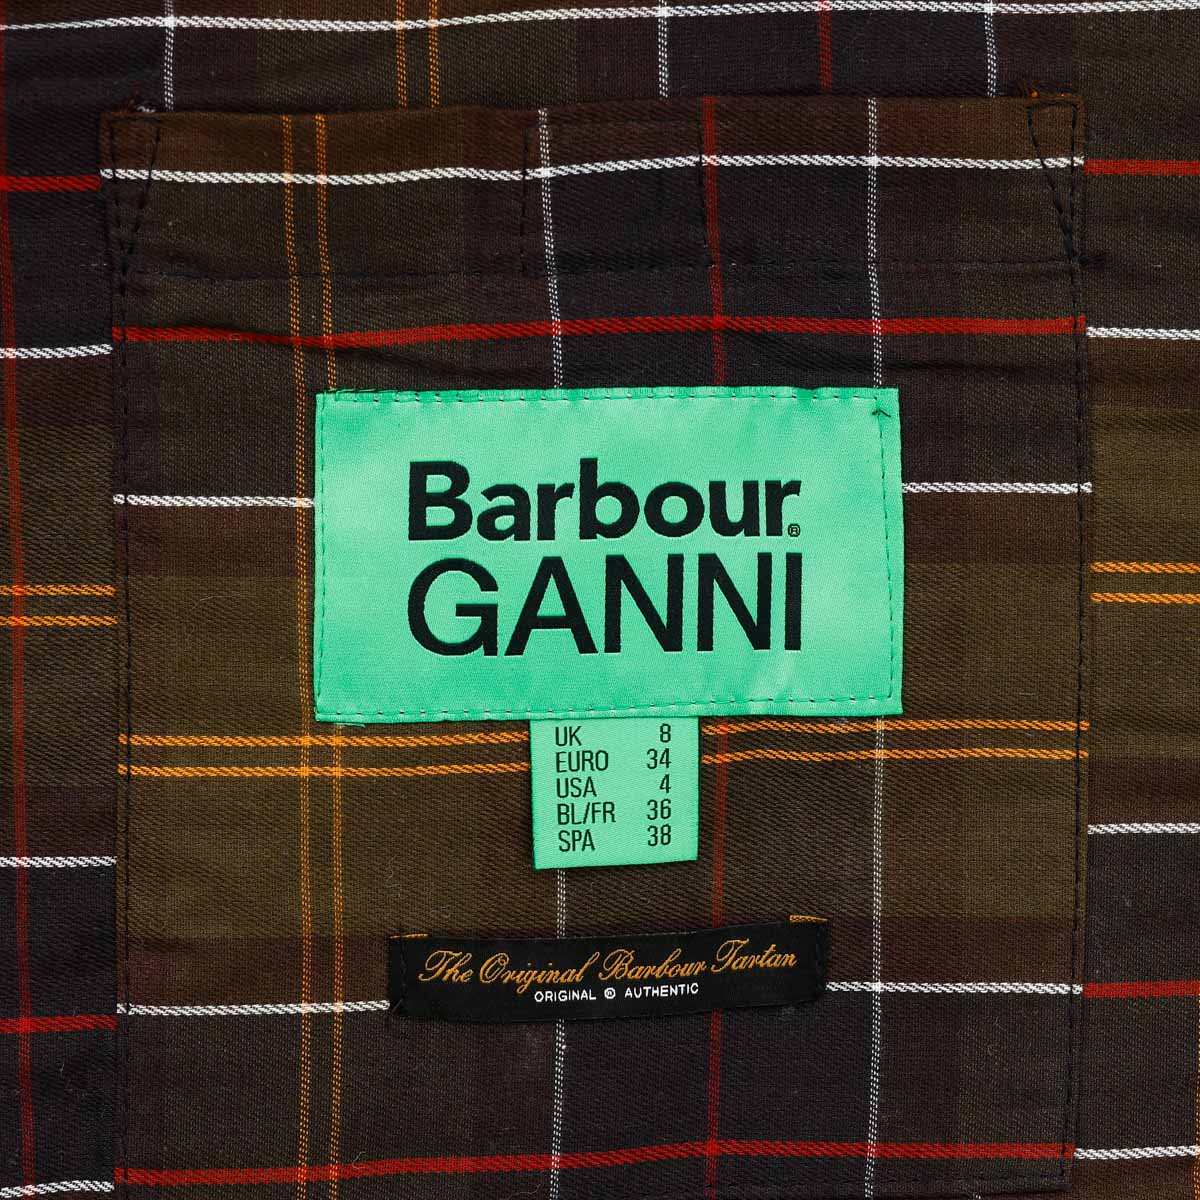 Barbour®
GANNI
UK 8
EURO 34
USA 4
BL/FR 36
SPA 38
The Original Barbour Tartan
ORIGINAL ® AUTHENTIC